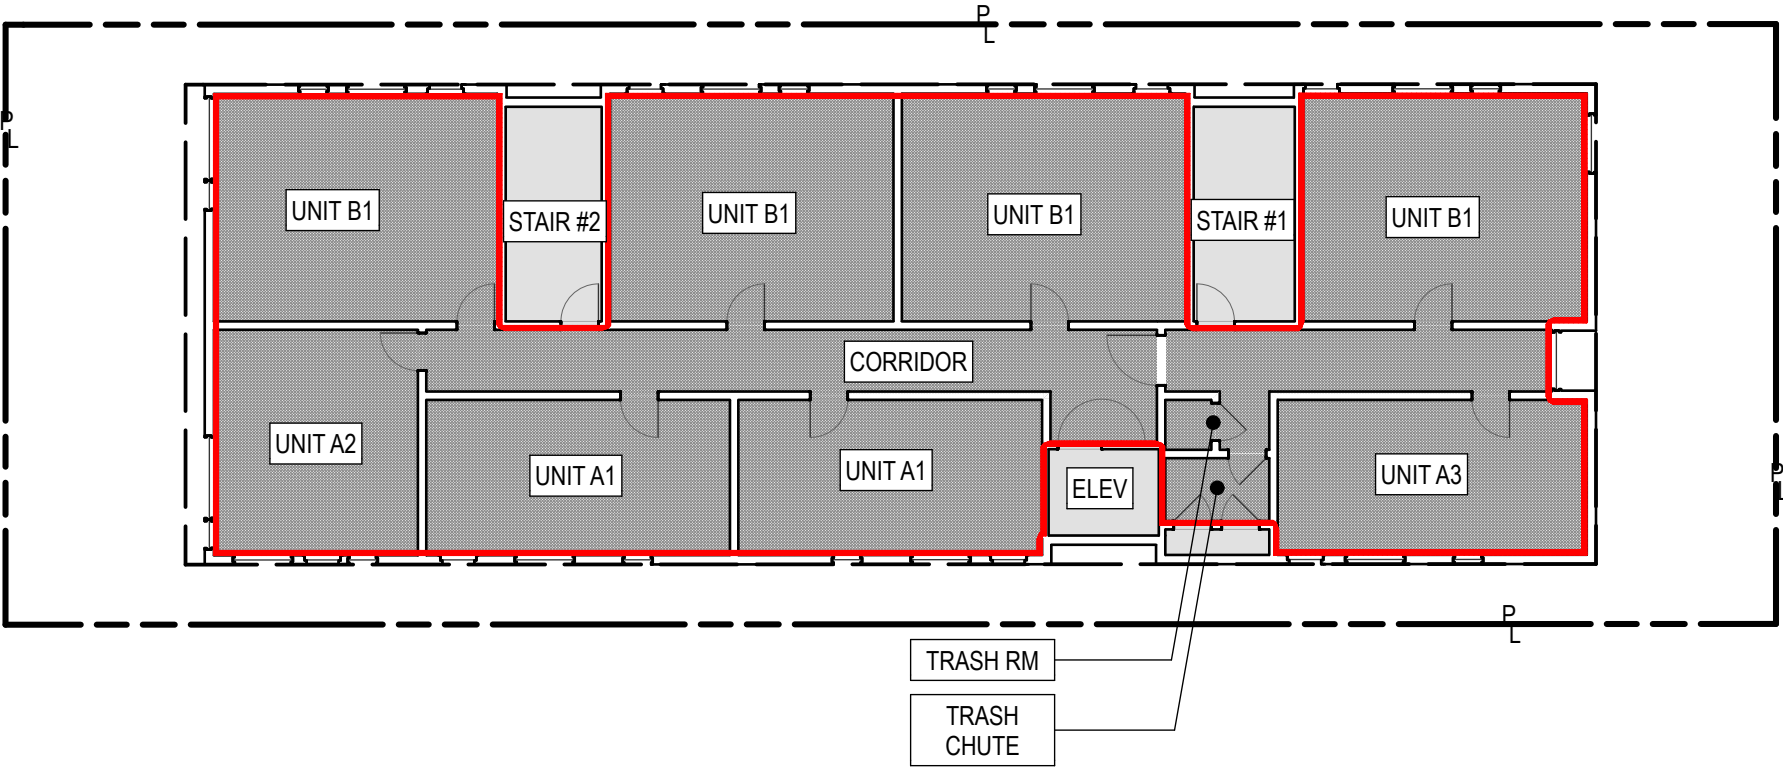 P
L
P
L
UNIT B1
STAIR #2
UNIT B1
UNIT B1
STAIR #1
UNIT B1
CORRIDOR
UNIT A2
UNIT A1
UNIT A1
ELEV
UNIT A3
P
L
P
L
TRASH RM
TRASH
CHUTE